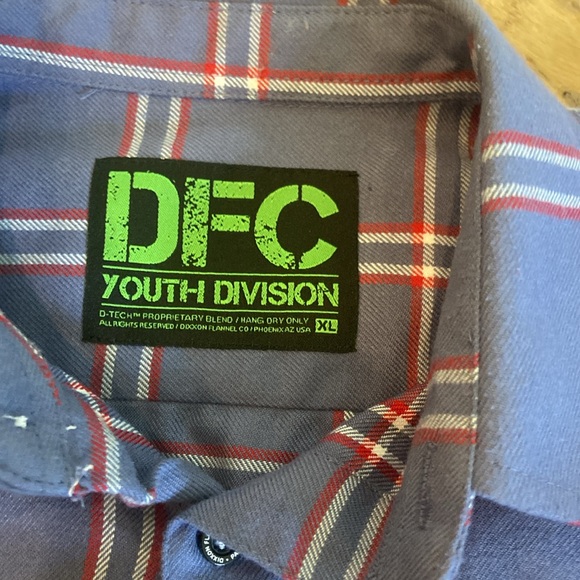 DFC
YOUTH DIVISION
D-TECH™ PROPRIETARY BLEND / HANG DRY ONLY
ALL RIGHTS RESERVED / DIXXON FLANNEL CO / PHOENIX AZ USA
XL